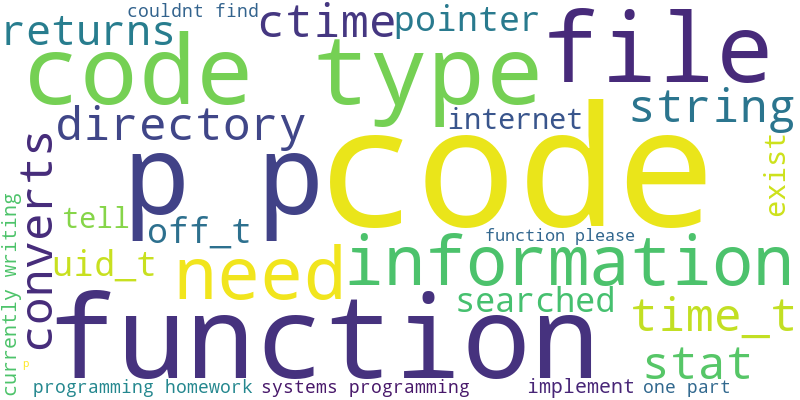 couldnt find
returns
ctime
pointer
file
code type
directory
internet
string
p p
code
converts
exist
tell
off_t
function please
uid_t
need
information
currently writing
searched
time_t
function
stat
p
programming homework
systems programming
implement
one part